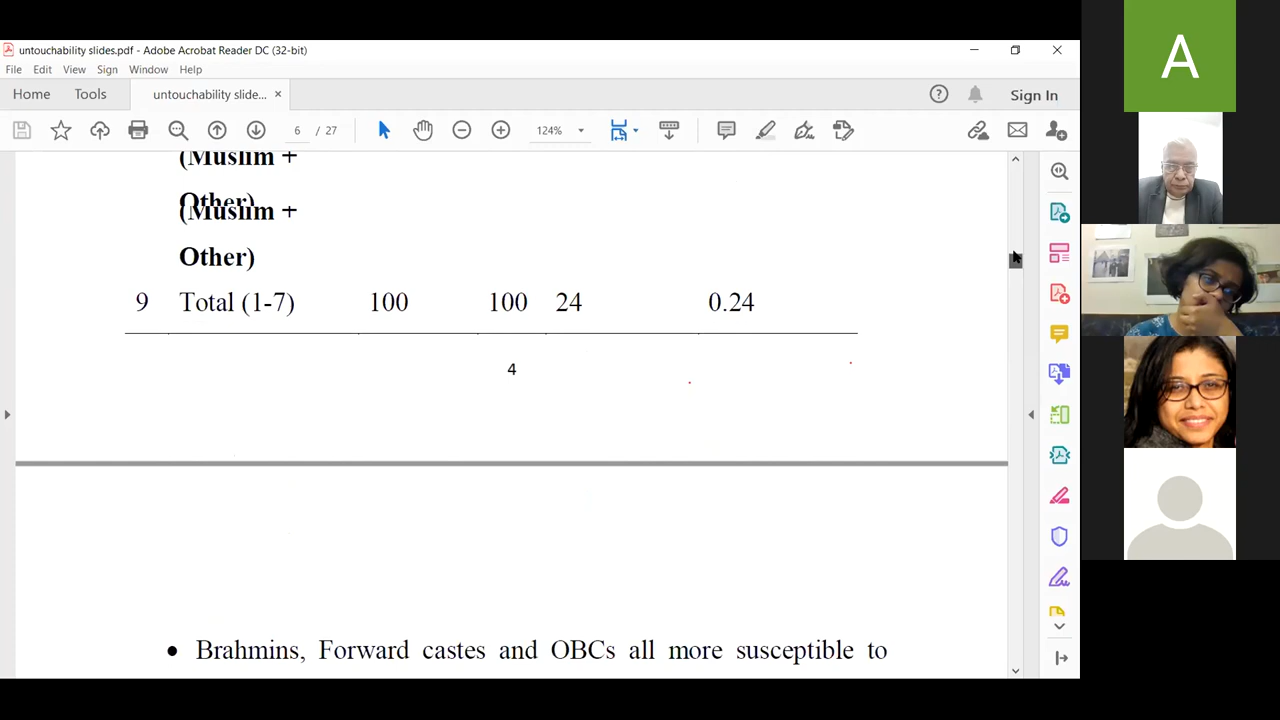 untouchability slides.pdf - Adobe Acrobat Reader DC (32-bit)
File Edit View Sign Window Help
Home Tools untouchability slide... × Sign In
6 / 27 124%
(Muslim +
Other)
(Muslim +
Other)
9 Total (1-7) 100 100 24 0.24
4
• Brahmins, Forward castes and OBCs all more susceptible to
A